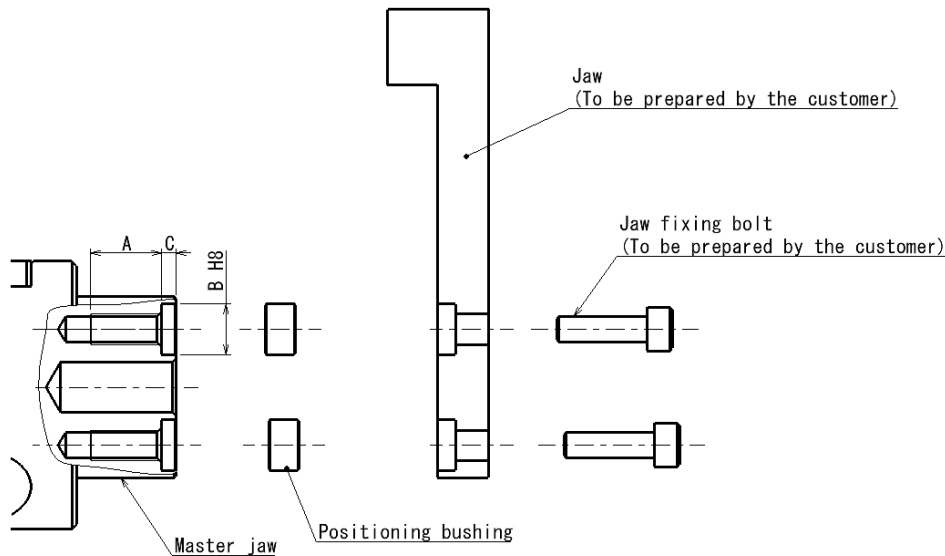 Jaw
(To be prepared by the customer)
Jaw fixing bolt
(To be prepared by the customer)
A
C
B H8
Positioning bushing
Master jaw